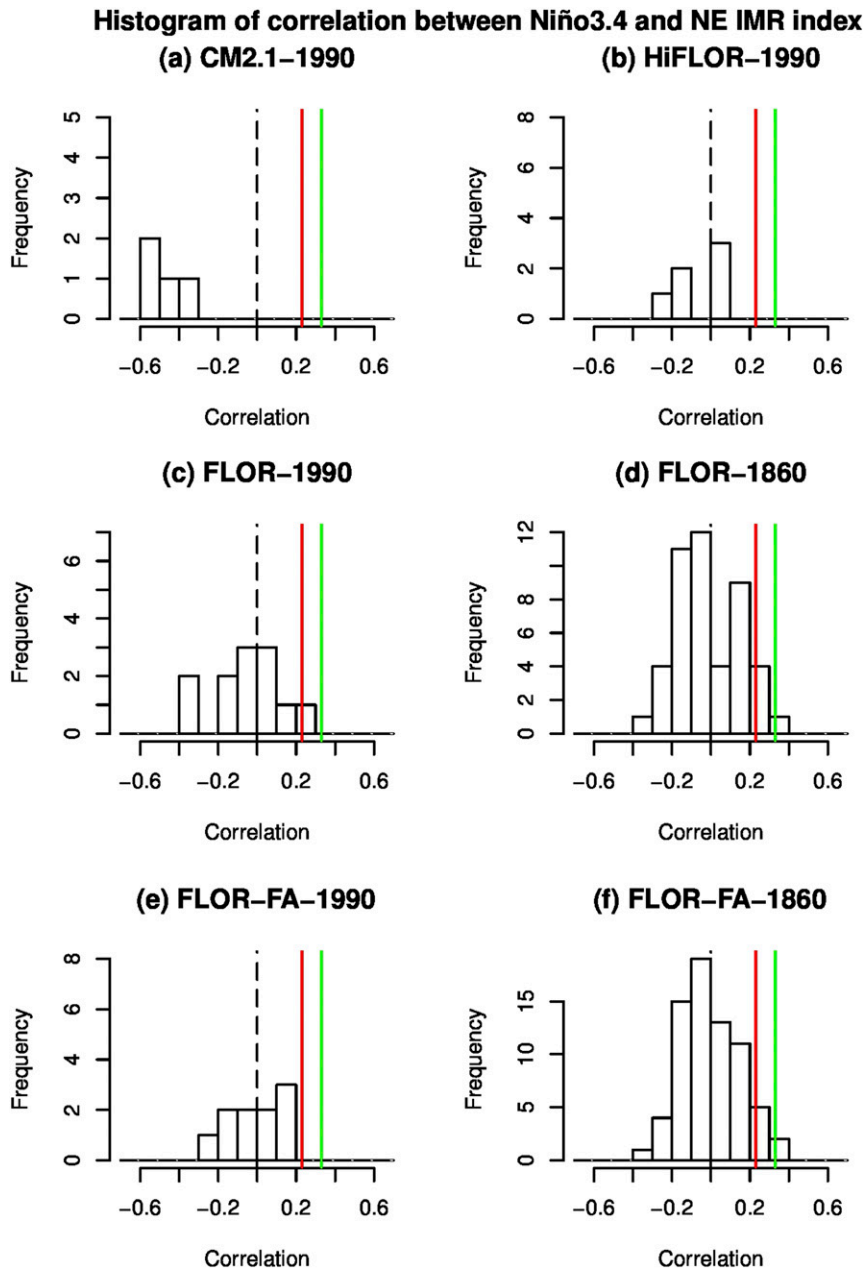 Histogram of correlation between Niño3.4 and NE IMR index
(a) CM2.1−1990
Frequency
5
4
3
2
1
0
−0.6 −0.2 0.2 0.6
Correlation
(b) HiFLOR−1990
Frequency
8
6
4
2
0
−0.6 −0.2 0.2 0.6
Correlation
(c) FLOR−1990
Frequency
6
4
2
0
−0.6 −0.2 0.2 0.6
Correlation
(d) FLOR−1860
Frequency
12
10
8
6
4
2
0
−0.6 −0.2 0.2 0.6
Correlation
(e) FLOR−FA−1990
Frequency
8
6
4
2
0
−0.6 −0.2 0.2 0.6
Correlation
(f) FLOR−FA−1860
Frequency
15
10
5
0
−0.6 −0.2 0.2 0.6
Correlation